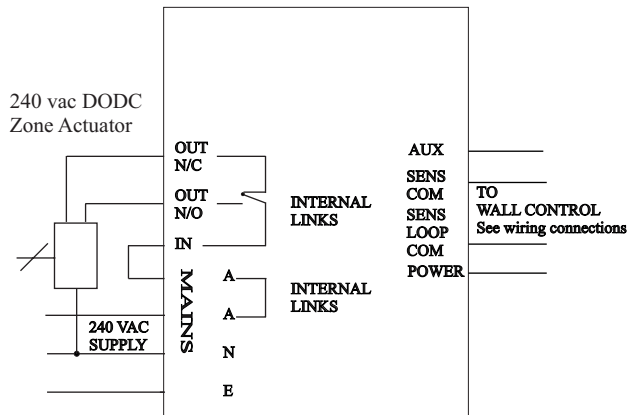 240 vac DODC
Zone Actuator
OUT
N/C
OUT
N/O
IN
MAINS
A
A
N
E
INTERNAL
LINKS
INTERNAL
LINKS
240 VAC
SUPPLY
AUX
SENS
COM
SENS
LOOP
COM
POWER
TO
WALL CONTROL
See wiring connections